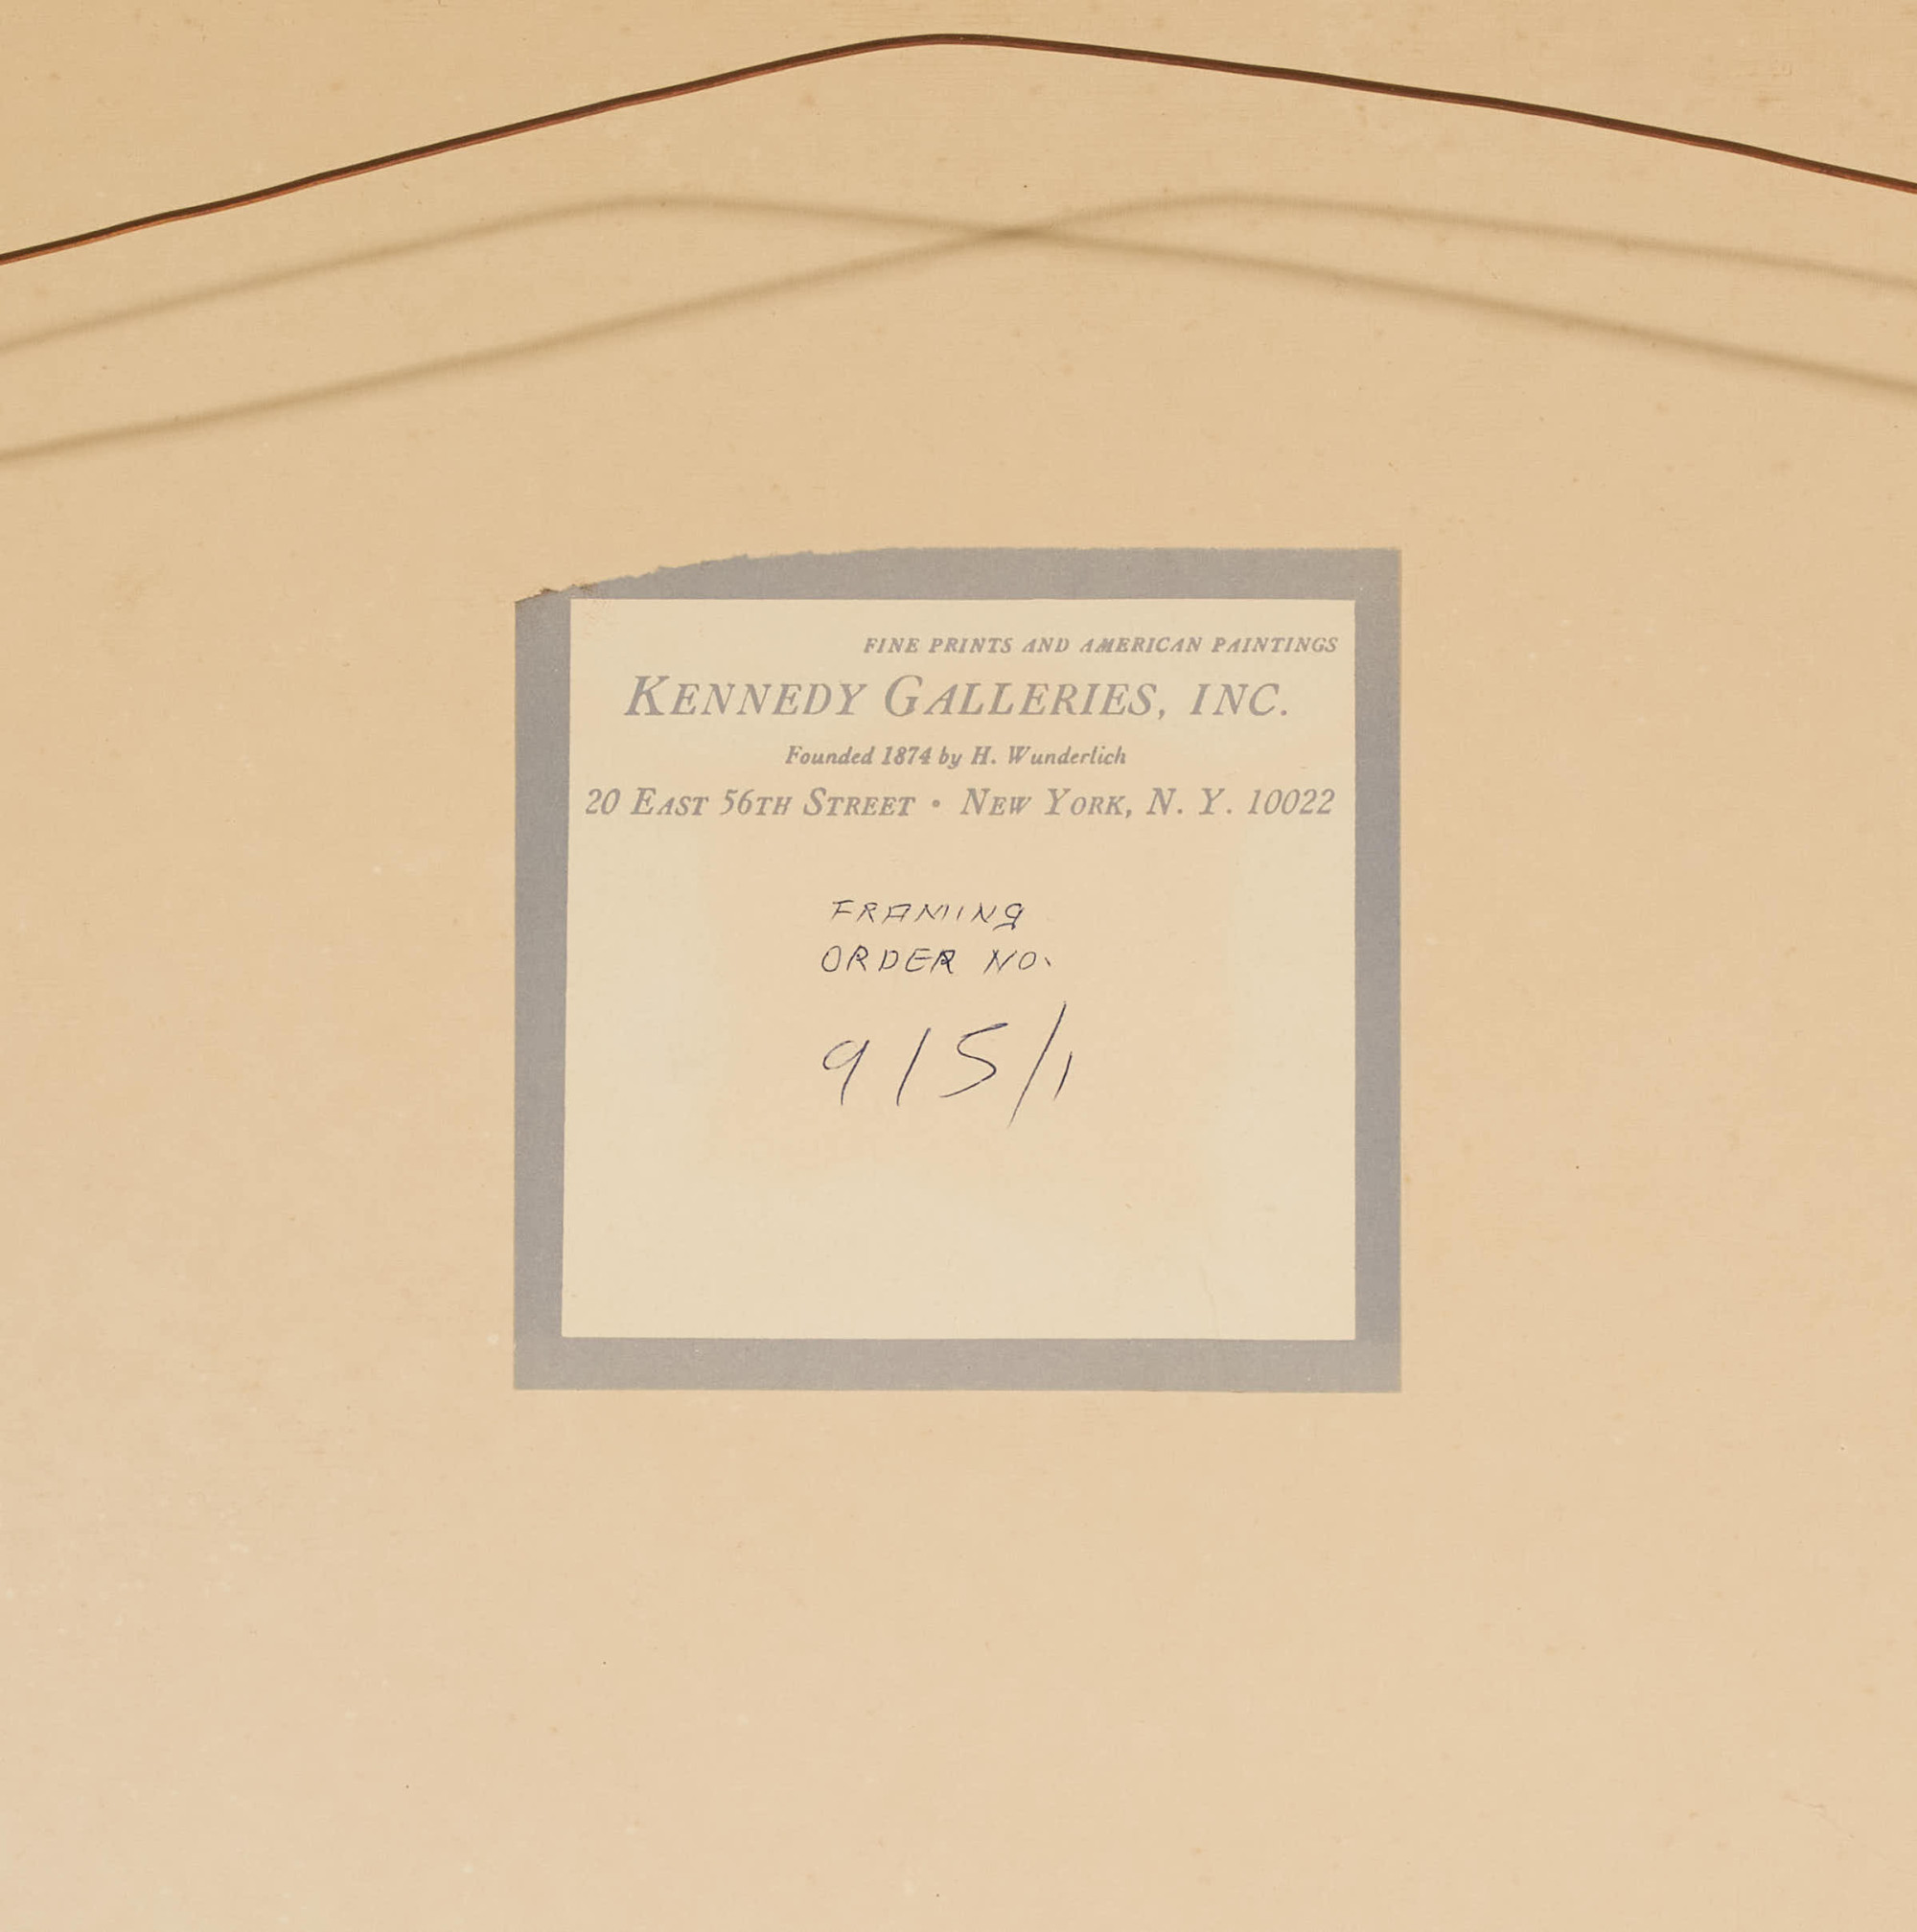 FINE PRINTS AND AMERICAN PAINTINGS
KENNEDY GALLERIES, INC.
Founded 1874 by H. Wunderlich
20 EAST 56TH STREET • NEW YORK, N. Y. 10022
FRAMING
ORDER NO.
915/1